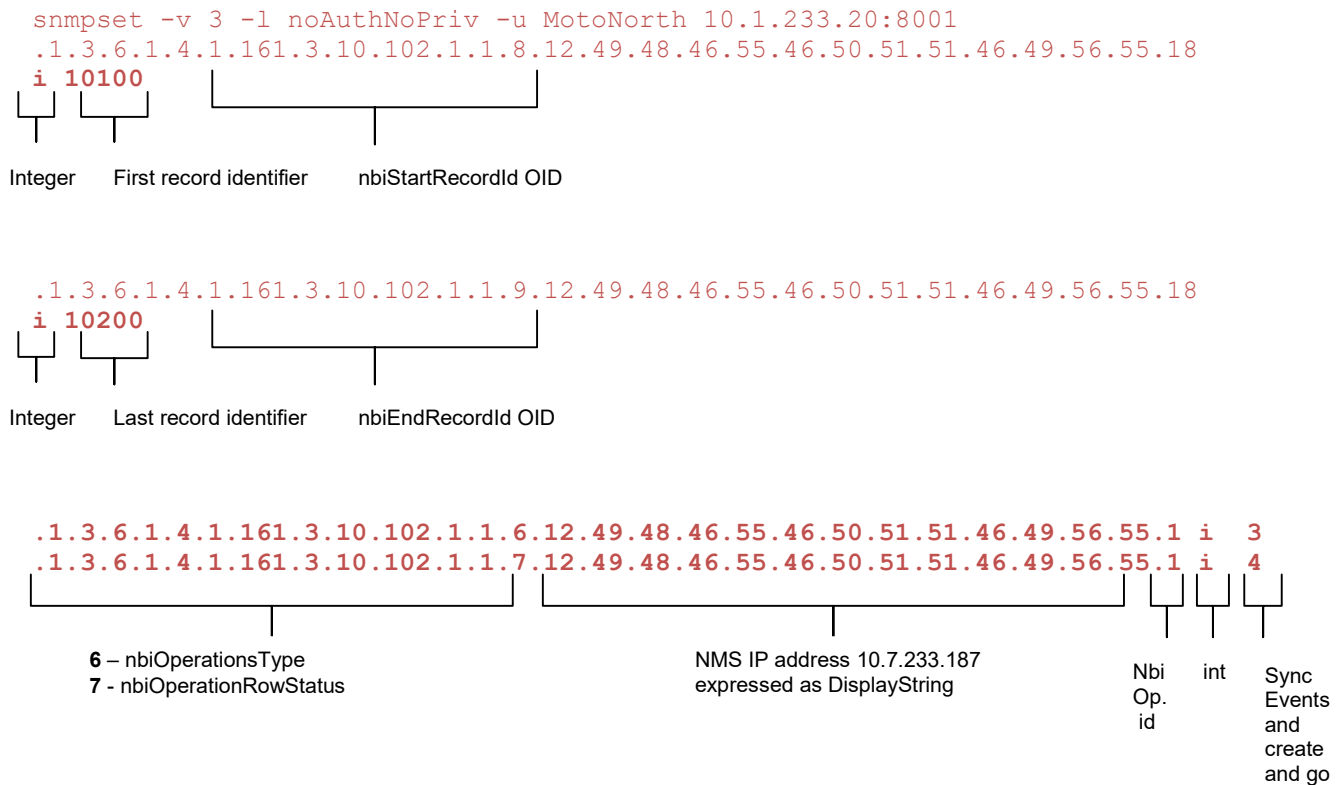 snmpset -v 3 -l noAuthNoPriv -u MotoNorth 10.1.233.20:8001
.1.3.6.1.4.1.161.3.10.102.1.1.8.12.49.48.46.55.46.50.51.51.46.49.56.55.18
i 10100
Integer First record identifier nbiStartRecordId OID
.1.3.6.1.4.1.161.3.10.102.1.1.9.12.49.48.46.55.46.50.51.51.46.49.56.55.18
i 10200
Integer Last record identifier nbiEndRecordId OID
.1.3.6.1.4.1.161.3.10.102.1.1.6.12.49.48.46.55.46.50.51.51.46.49.56.55.1 i 3
.1.3.6.1.4.1.161.3.10.102.1.1.7.12.49.48.46.55.46.50.51.51.46.49.56.55.1 i 4
6 – nbiOperationsType
7 - nbiOperationRowStatus
NMS IP address 10.7.233.187
expressed as DisplayString
Nbi
Op.
id
int
Sync
Events
and
create
and go